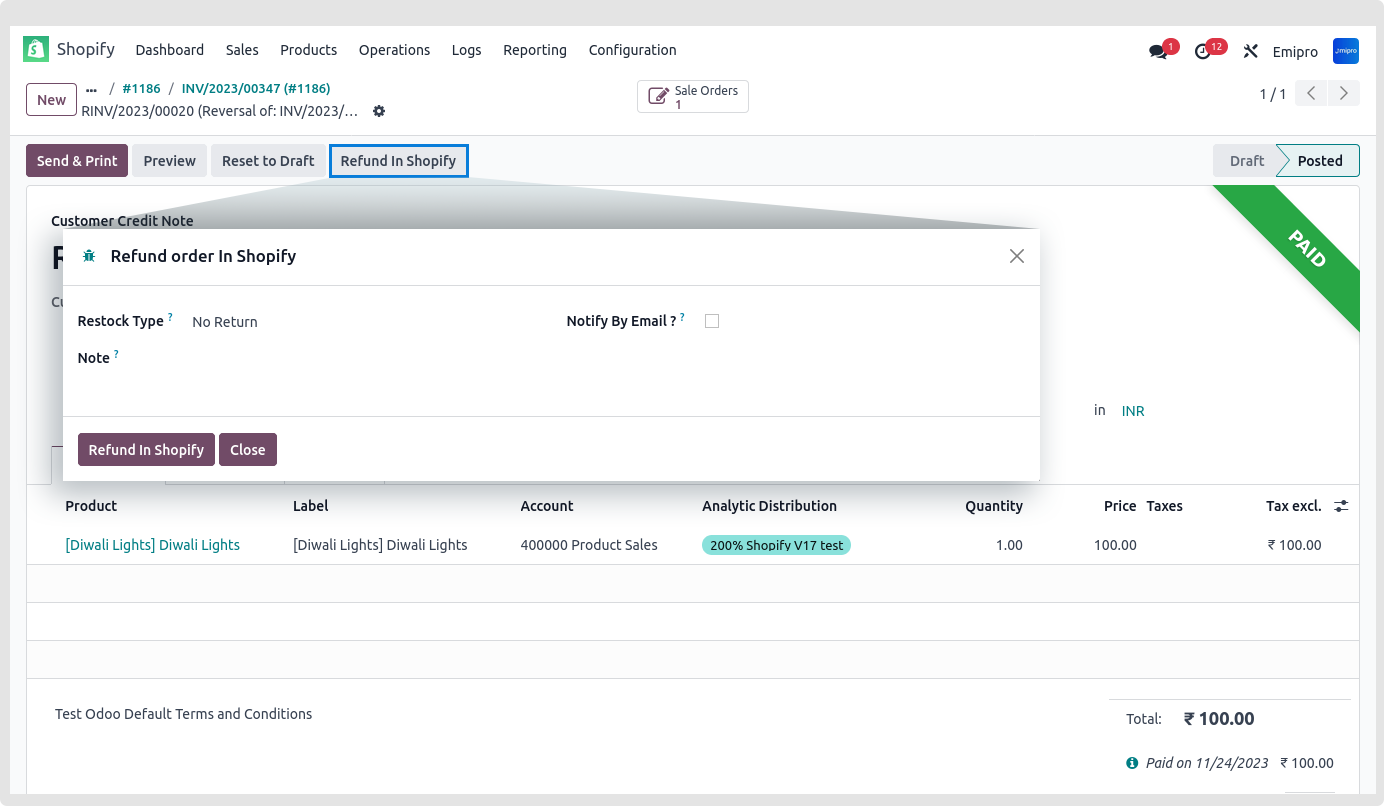 Shopify Dashboard Sales Products Operations Logs Reporting Configuration 1 12 Emipro
New ... / #1186 / INV/2023/00347 (#1186)
RINV/2023/00020 (Reversal of: INV/2023/...
Sale Orders
1
1 / 1
Send & Print Preview Reset to Draft Refund In Shopify Draft Posted
Customer Credit Note
PAID
Refund order In Shopify
Restock Type ? No Return Notify By Email ? ?
Note ?
in INR
Refund In Shopify Close
Product Label Account Analytic Distribution Quantity Price Taxes Tax excl.
[Diwali Lights] Diwali Lights [Diwali Lights] Diwali Lights 400000 Product Sales 200% Shopify V17 test 1.00 100.00 ₹ 100.00
Test Odoo Default Terms and Conditions
Total: ₹ 100.00
Paid on 11/24/2023 ₹ 100.00